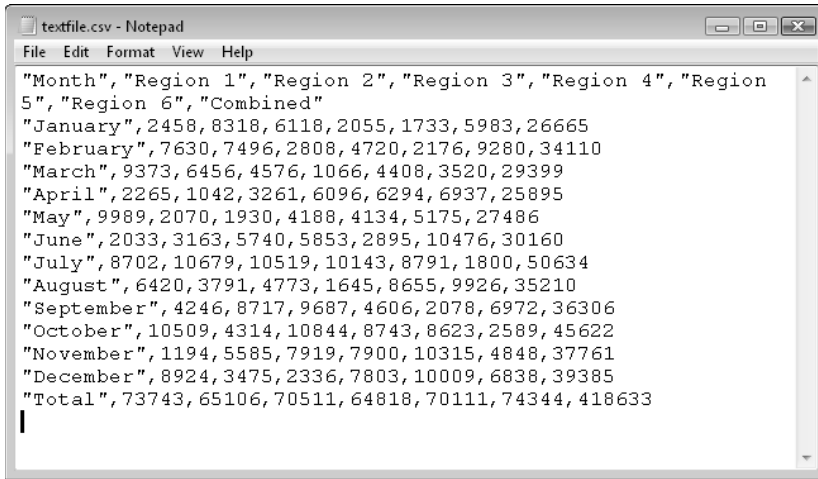 textfile.csv - Notepad
File Edit Format View Help
"Month","Region 1","Region 2","Region 3","Region 4","Region
5","Region 6","Combined"
"January",2458,8318,6118,2055,1733,5983,26665
"February",7630,7496,2808,4720,2176,9280,34110
"March",9373,6456,4576,1066,4408,3520,29399
"April",2265,1042,3261,6096,6294,6937,25895
"May",9989,2070,1930,4188,4134,5175,27486
"June",2033,3163,5740,5853,2895,10476,30160
"July",8702,10679,10519,10143,8791,1800,50634
"August",6420,3791,4773,1645,8655,9926,35210
"September",4246,8717,9687,4606,2078,6972,36306
"October",10509,4314,10844,8743,8623,2589,45622
"November",1194,5585,7919,7900,10315,4848,37761
"December",8924,3475,2336,7803,10009,6838,39385
"Total",73743,65106,70511,64818,70111,74344,418633